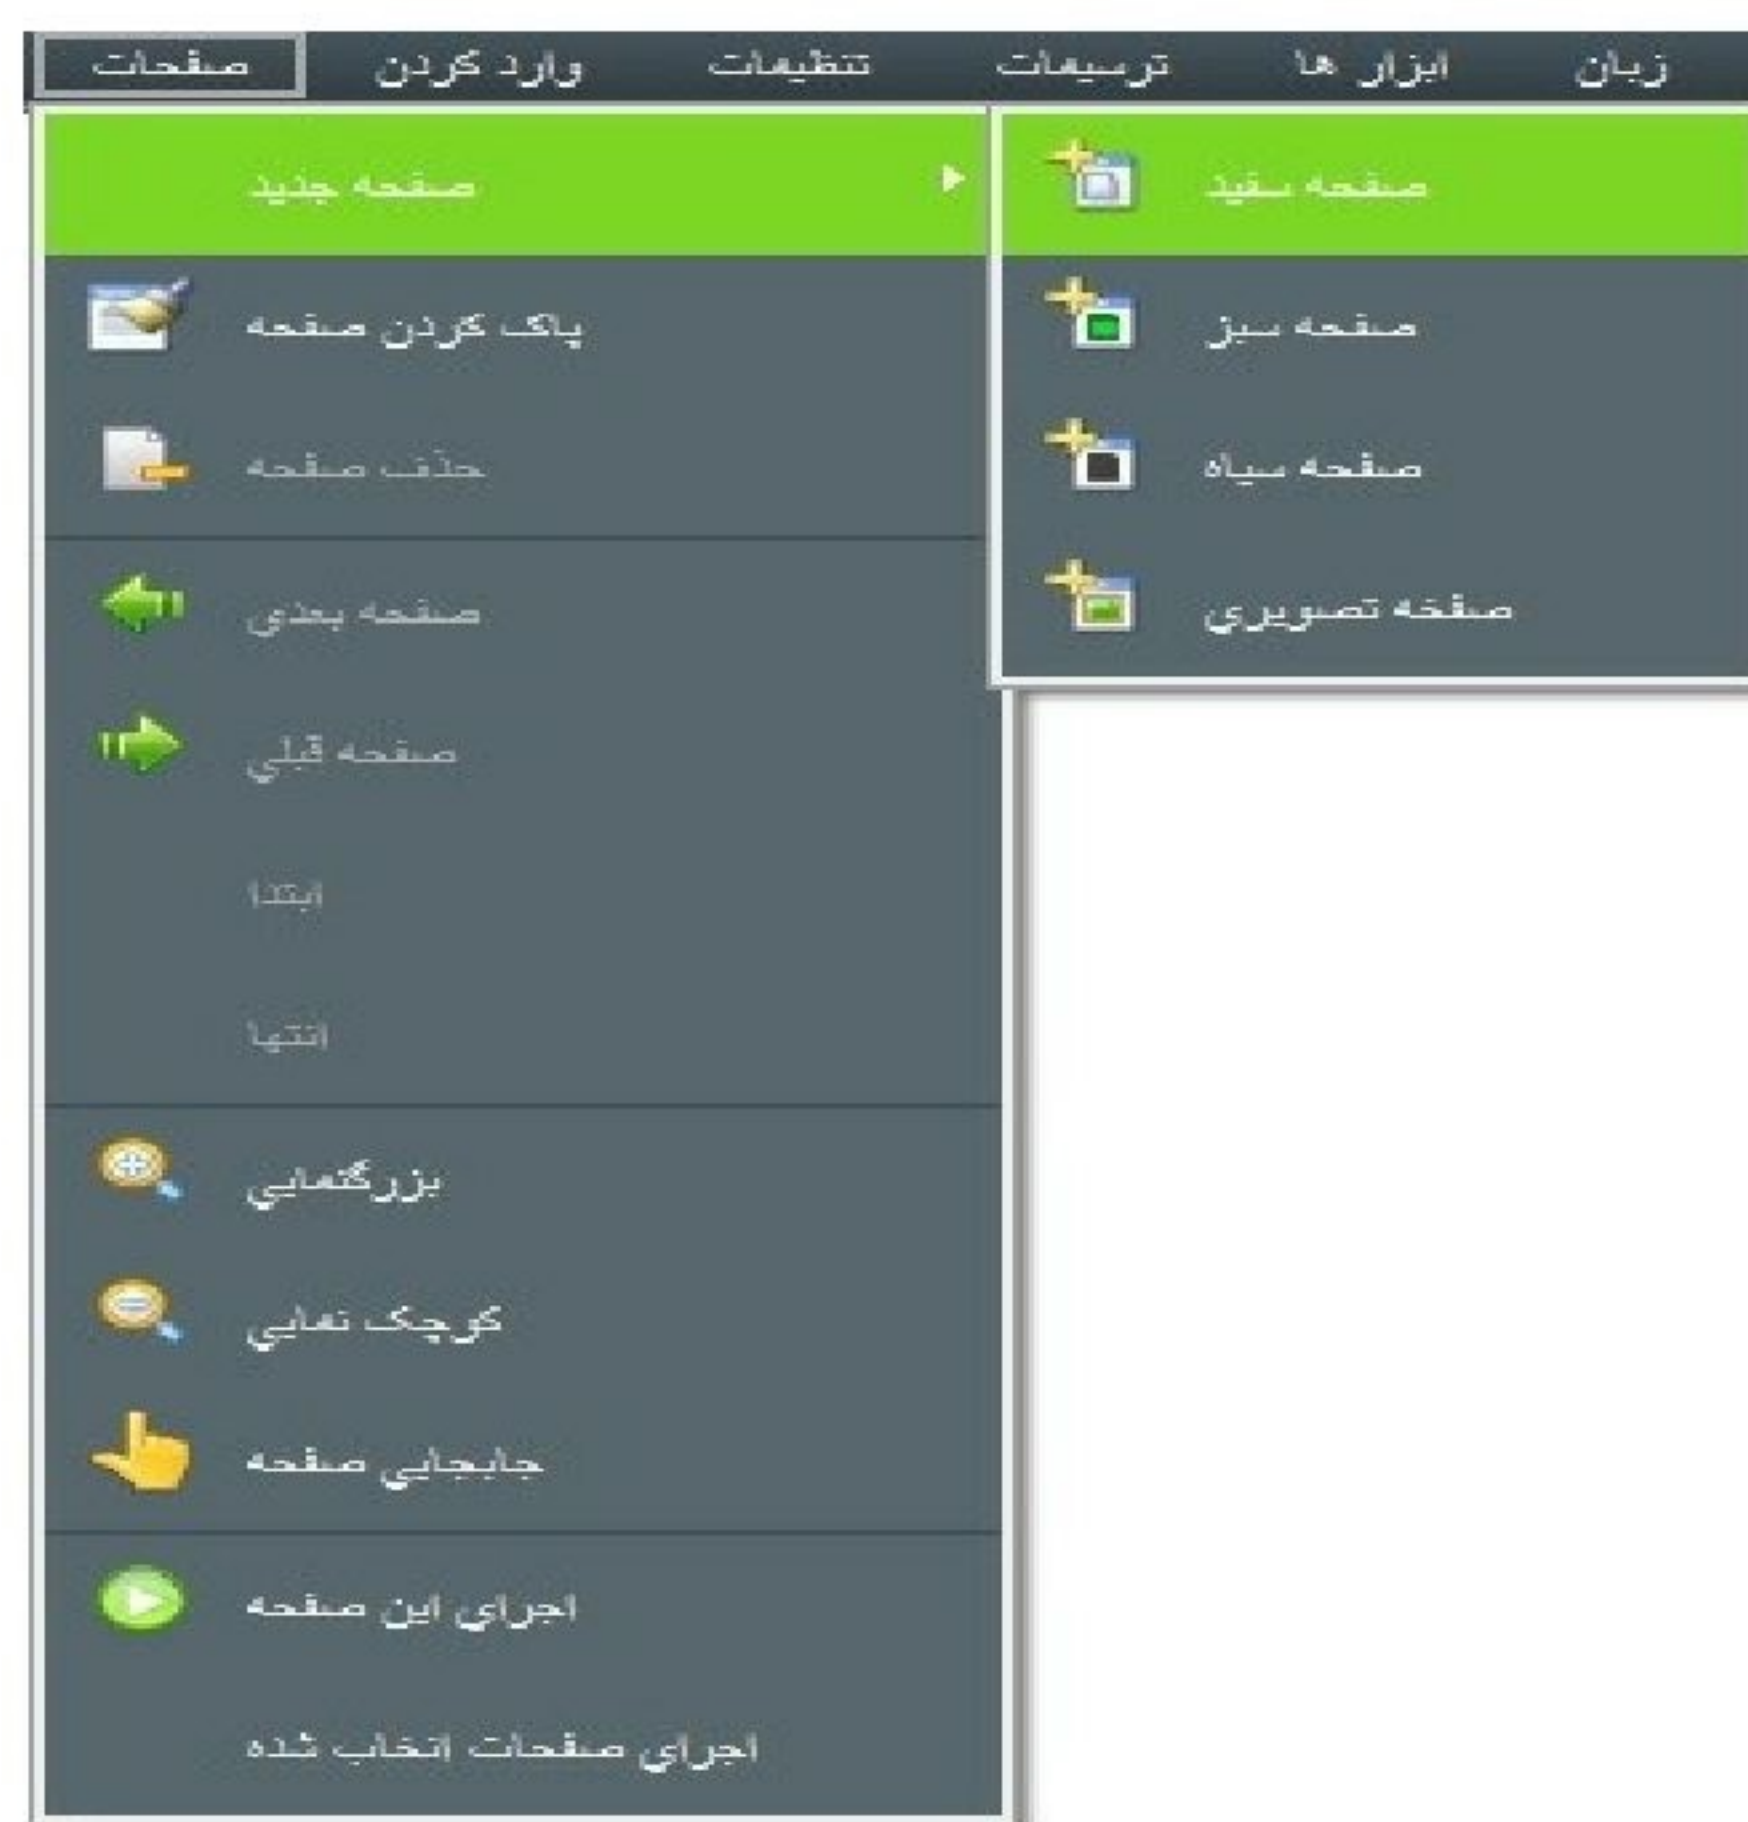 صفحات وارد کردن تنظیمات ترسیمات ابزار ها زبان
صفحه جدید
پاک کردن صفحه
حذف صفحه
صفحه بعدی
صفحه قبلی
ابتدا
انتها
بزرگنمایی
کوچک نمایی
جابجایی صفحه
اجرای این صفحه
اجرای صفحات انخاب شده
صفحه سفید
صفحه سبز
صفحه سیاه
صفخه تصویری